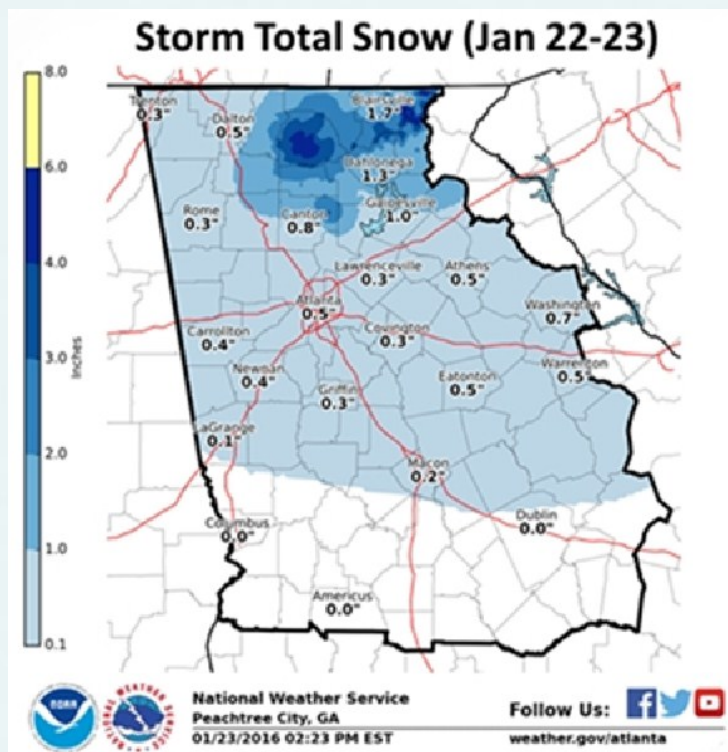 Storm Total Snow (Jan 22-23)
8.0
6.0
4.0
3.0
2.0
1.0
0.1
Inches
Trenton
0.3"
Dalton
0.5"
Blairsville
1.7"
Dahlonega
1.3"
Rome
0.3"
Canton
0.8"
Gainesville
1.0"
Lawrenceville
0.3"
Athens
0.5"
Atlanta
0.5"
Washington
0.7"
Carrollton
0.4"
Covington
0.3"
Newnan
0.4"
Griffin
0.3"
Eatonton
0.5"
Warrenton
0.5"
LaGrange
0.1"
Macon
0.2"
Columbus
0.0"
Dublin
0.0"
Americus
0.0"
NOAA
NATIONAL WEATHER SERVICE
National Weather Service
Peachtree City, GA
01/23/2016 02:23 PM EST
Follow Us:
weather.gov/atlanta